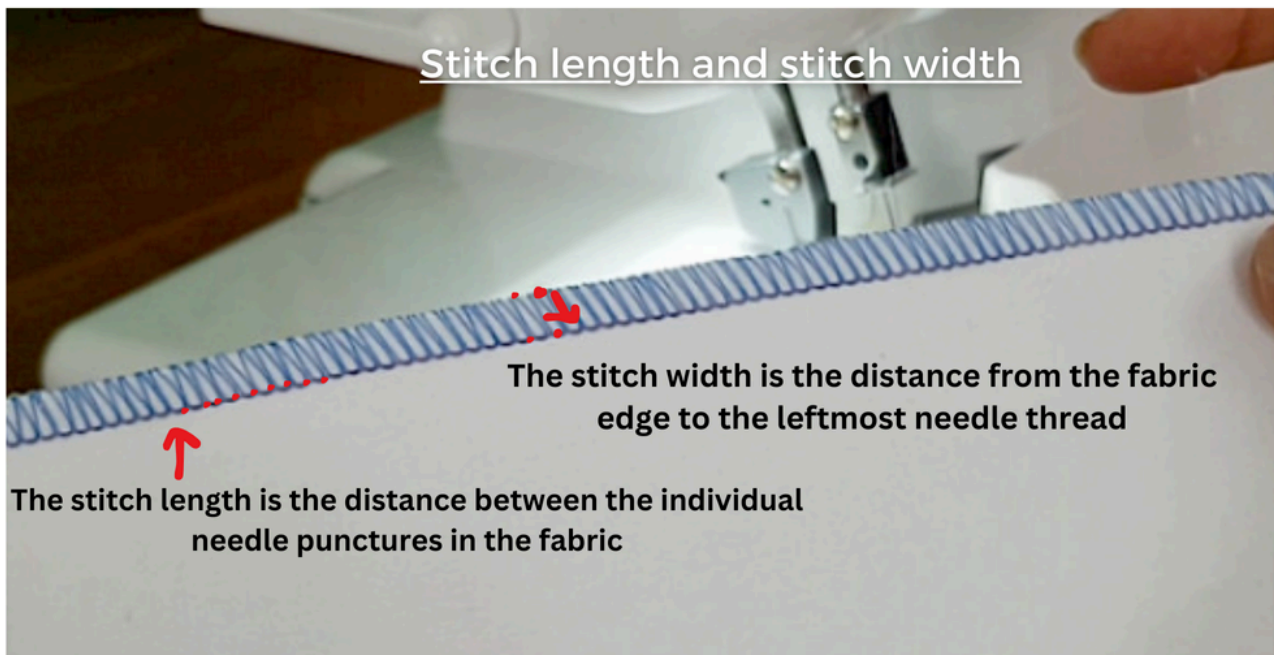 Stitch length and stitch width
The stitch width is the distance from the fabric
edge to the leftmost needle thread
The stitch length is the distance between the individual
needle punctures in the fabric